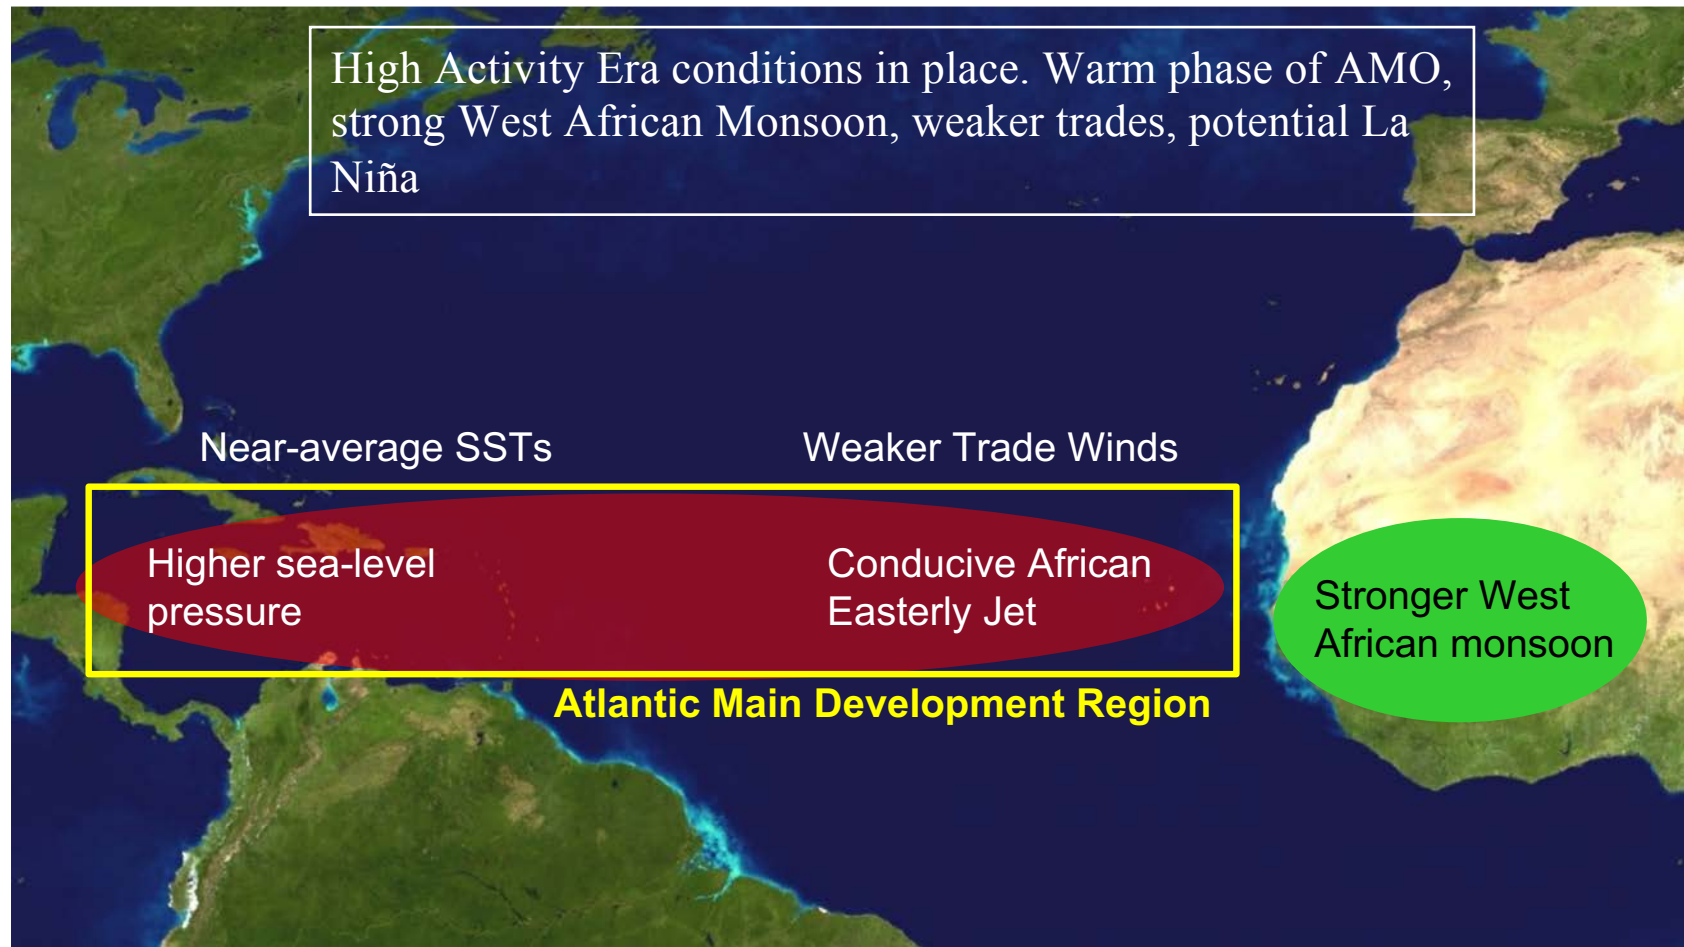 High Activity Era conditions in place. Warm phase of AMO,
strong West African Monsoon, weaker trades, potential La
Niña
Near-average SSTs
Weaker Trade Winds
Higher sea-level
pressure
Conducive African
Easterly Jet
Stronger West
African monsoon
Atlantic Main Development Region